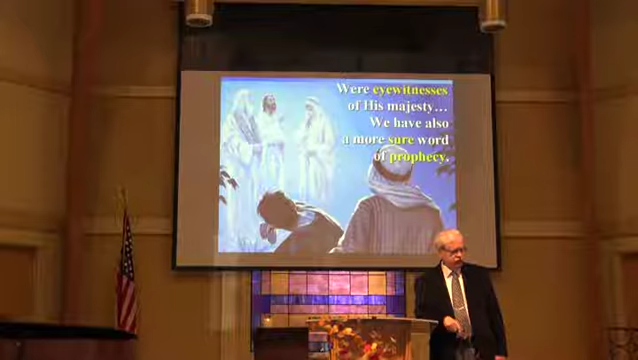 Were eyewitnesses
of His majesty...
We have also
a more sure word
of prophecy.